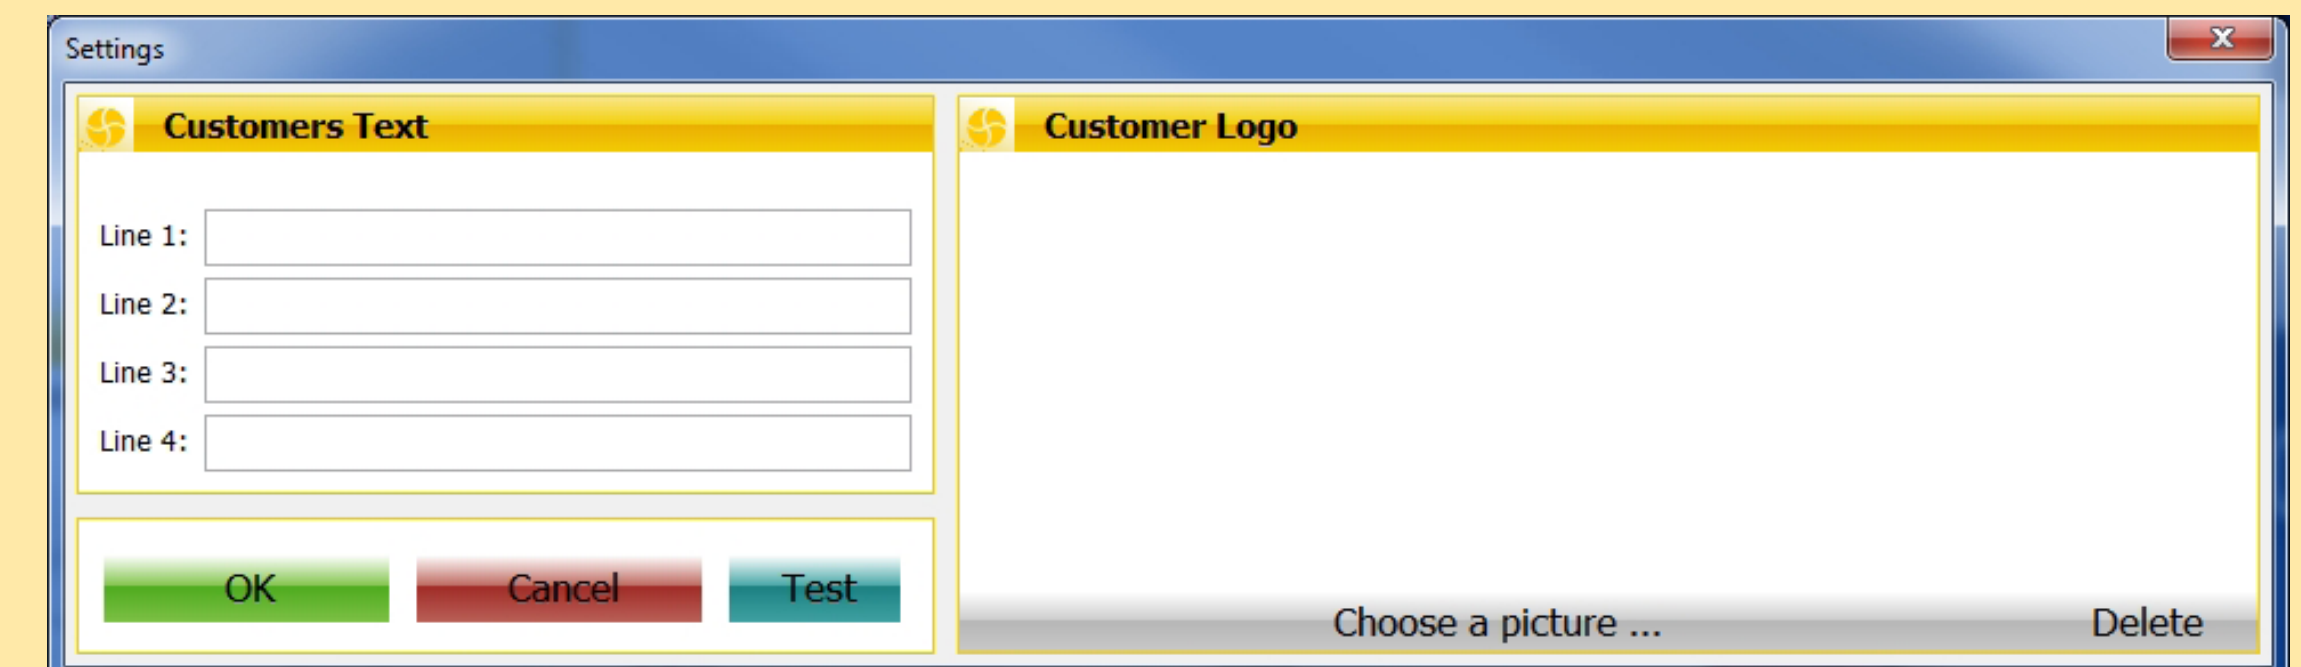 Settings
x
Customers Text
Line 1:
Line 2:
Line 3:
Line 4:
OK Cancel Test
Customer Logo
Choose a picture ...
Delete